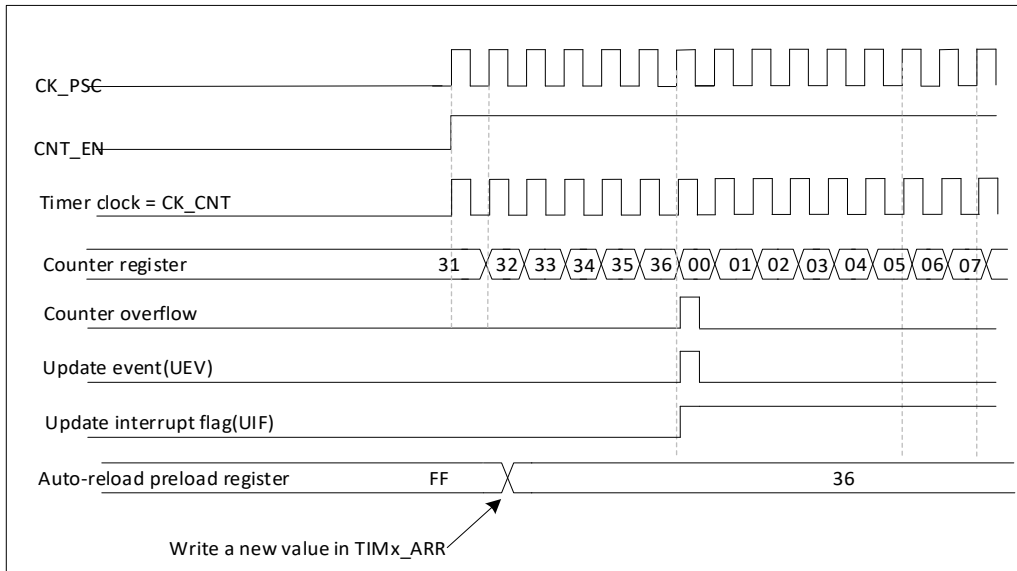 CK_PSC
CNT_EN
Timer clock = CK_CNT
Counter register 31 32 33 34 35 36 00 01 02 03 04 05 06 07
Counter overflow
Update event(UEV)
Update interrupt flag(UIF)
Auto-reload preload register FF 36
Write a new value in TIMx_ARR